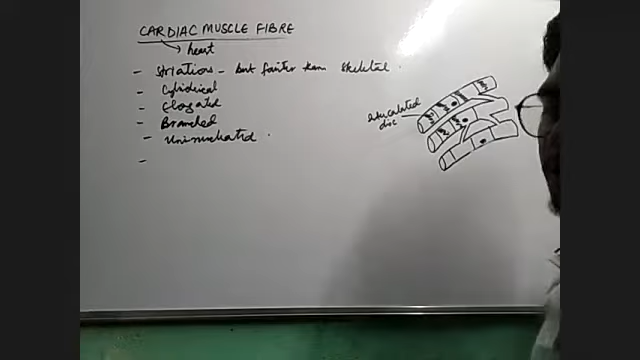 CARDIAC MUSCLE FIBRE
heart
- Striations - but fainter than skeletal.
- Cylindrical
- Elongated
- Branched
- Uninucleated.
-
Intercalated
disc